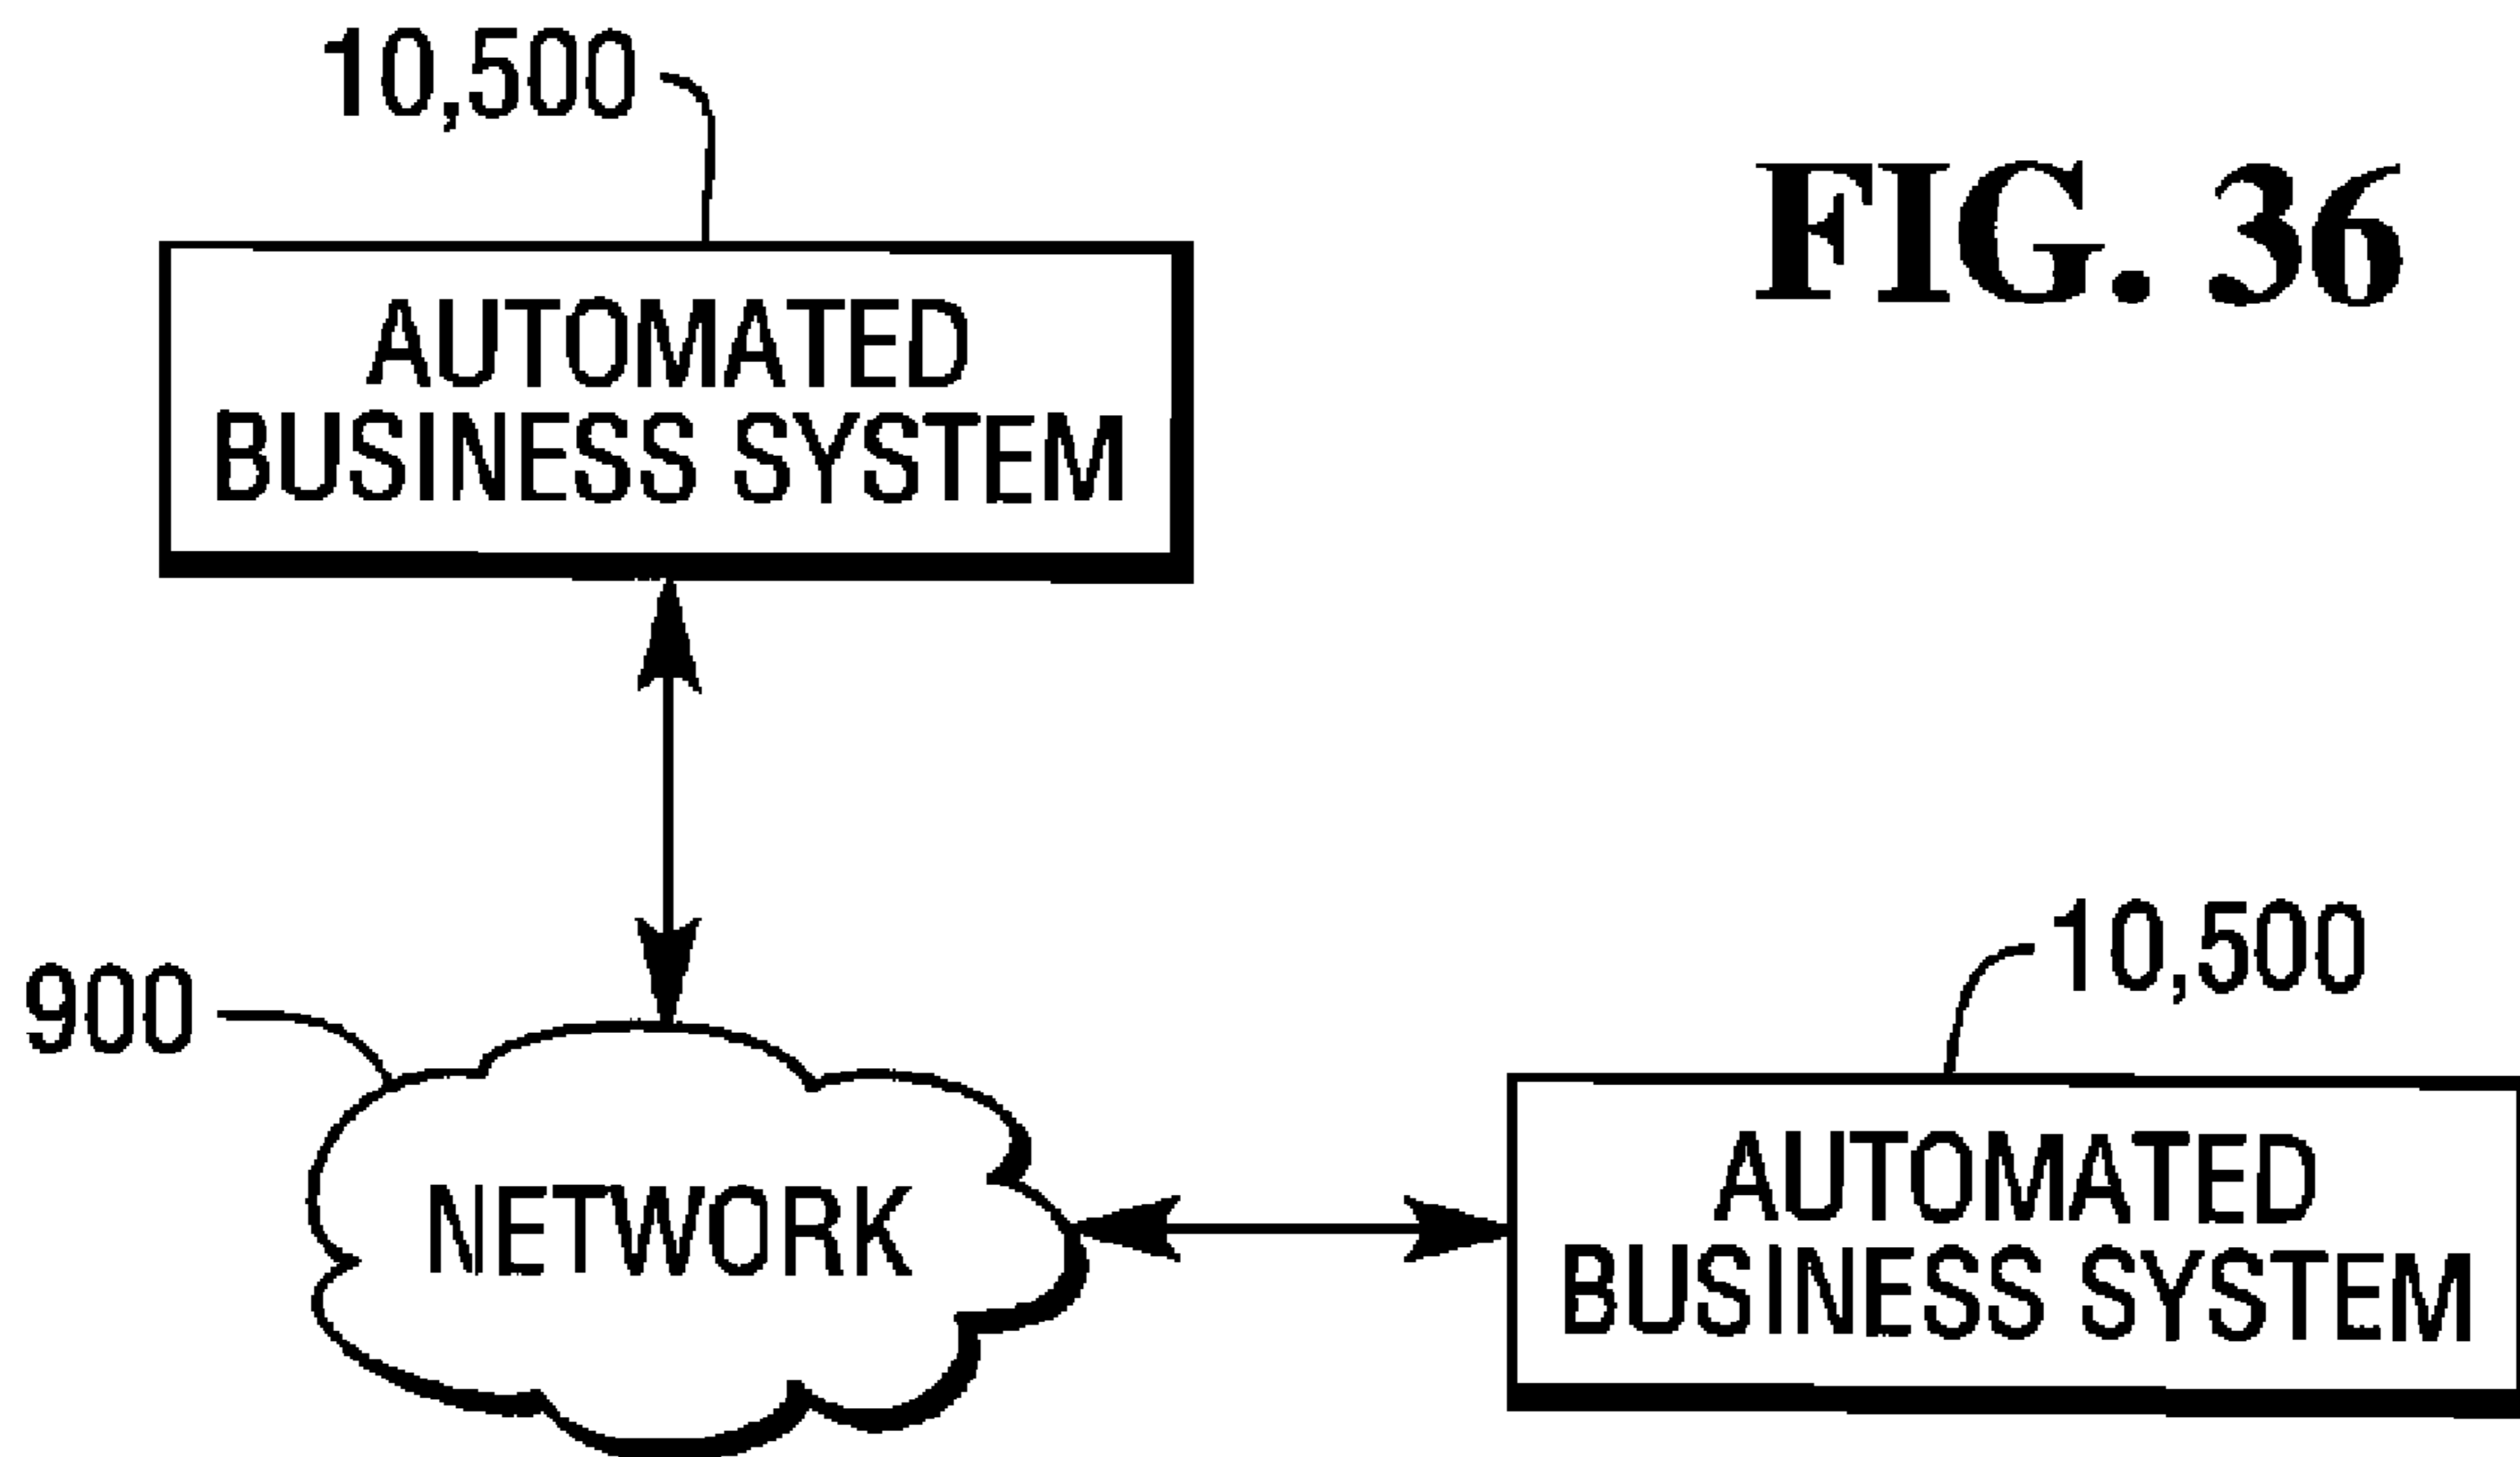 10,500
FIG. 36
AUTOMATED
BUSINESS SYSTEM
900
NETWORK
10,500
AUTOMATED
BUSINESS SYSTEM